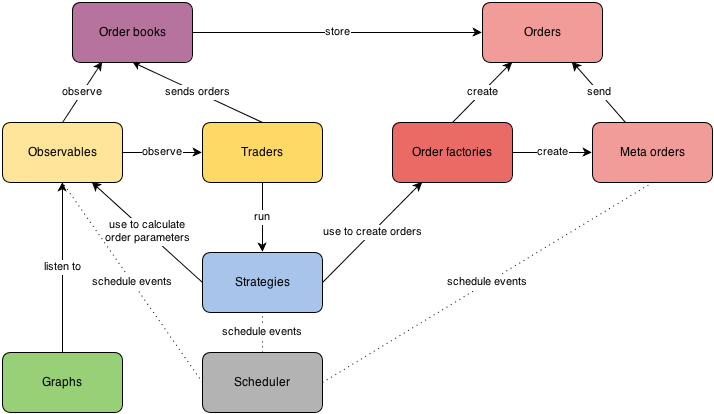 Order books
store
Orders
observe
sends orders
create
send
Observables
observe
Traders
Order factories
create
Meta orders
use to calculate
order parameters
run
use to create orders
listen to
schedule events
Strategies
schedule events
schedule events
Graphs
Scheduler